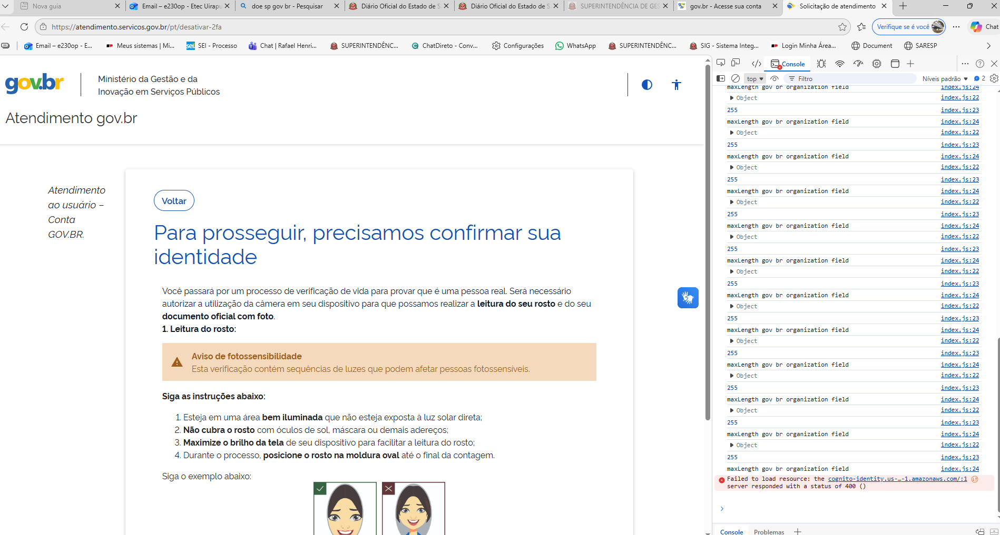 Nova guia
Email – e230op - Etec Uirapu
doe sp gov br - Pesquisar
Diário Oficial do Estado de S
Diário Oficial do Estado de S
SUPERINTENDÊNCIA DE GES
gov.br - Acesse sua conta
Solicitação de atendimento
https://atendimento.servicos.gov.br/pt/desativar-2fa
Verifique se é você
Chat
Email – e230op - E...
Meus sistemas | Mi...
sei SEI - Processo
Chat | Rafael Henri...
SUPERINTENDÊNC...
ChatDireto - Conv...
Configurações
WhatsApp
SUPERINTENDÊNC...
SIG - Sistema Integ...
Login Minha Área...
Document
SARESP
gov.br
Ministério da Gestão e da
Inovação em Serviços Públicos
Atendimento gov.br
Atendimento
ao usuário –
Conta
GOV.BR.
Voltar
Para prosseguir, precisamos confirmar sua
identidade
Você passará por um processo de verificação de vida para provar que é uma pessoa real. Será necessário
autorizar a utilização da câmera em seu dispositivo para que possamos realizar a leitura do seu rosto e do seu
documento oficial com foto.
1. Leitura do rosto:
Aviso de fotossensibilidade
Esta verificação contém sequências de luzes que podem afetar pessoas fotossensíveis.
Siga as instruções abaixo:
1. Esteja em uma área bem iluminada que não esteja exposta à luz solar direta;
2. Não cubra o rosto com óculos de sol, máscara ou demais adereços;
3. Maximize o brilho da tela de seu dispositivo para facilitar a leitura do rosto;
4. Durante o processo, posicione o rosto na moldura oval até o final da contagem.
Siga o exemplo abaixo:
Console
top
Filtro
Níveis padrão
2
maxLength gov br organization field index.js:24
Object index.js:22
255 index.js:23
maxLength gov br organization field index.js:24
Object index.js:22
255 index.js:23
maxLength gov br organization field index.js:24
Object index.js:22
255 index.js:23
maxLength gov br organization field index.js:24
Object index.js:22
255 index.js:23
maxLength gov br organization field index.js:24
Object index.js:22
255 index.js:23
maxLength gov br organization field index.js:24
Object index.js:22
255 index.js:23
maxLength gov br organization field index.js:24
Object index.js:22
255 index.js:23
maxLength gov br organization field index.js:24
Object index.js:22
255 index.js:23
maxLength gov br organization field index.js:24
Object index.js:22
255 index.js:23
maxLength gov br organization field index.js:24
Object index.js:22
255 index.js:23
maxLength gov br organization field index.js:24
Object index.js:22
255 index.js:23
maxLength gov br organization field index.js:24
Failed to load resource: the cognito-identity.us-…-1.amazonaws.com/:1
server responded with a status of 400 ()
Console
Problemas